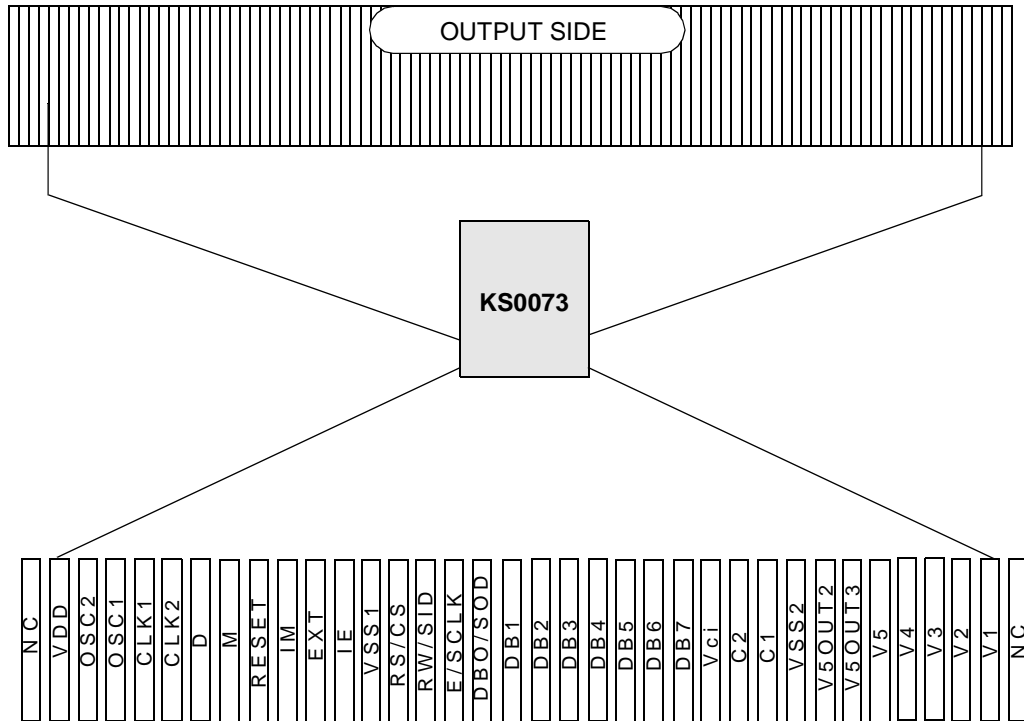 OUTPUT SIDE
KS0073
NC
VDD
OSC2
OSC1
CLK1
CLK2
D
M
RESET
IM
EXT
IE
VSS1
RS/CS
RW/SID
E/SCLK
DBO/SOD
DB1
DB2
DB3
DB4
DB5
DB6
DB7
Vci
C2
C1
VSS2
V5OUT2
V5OUT3
V5
V4
V3
V2
V1
NC